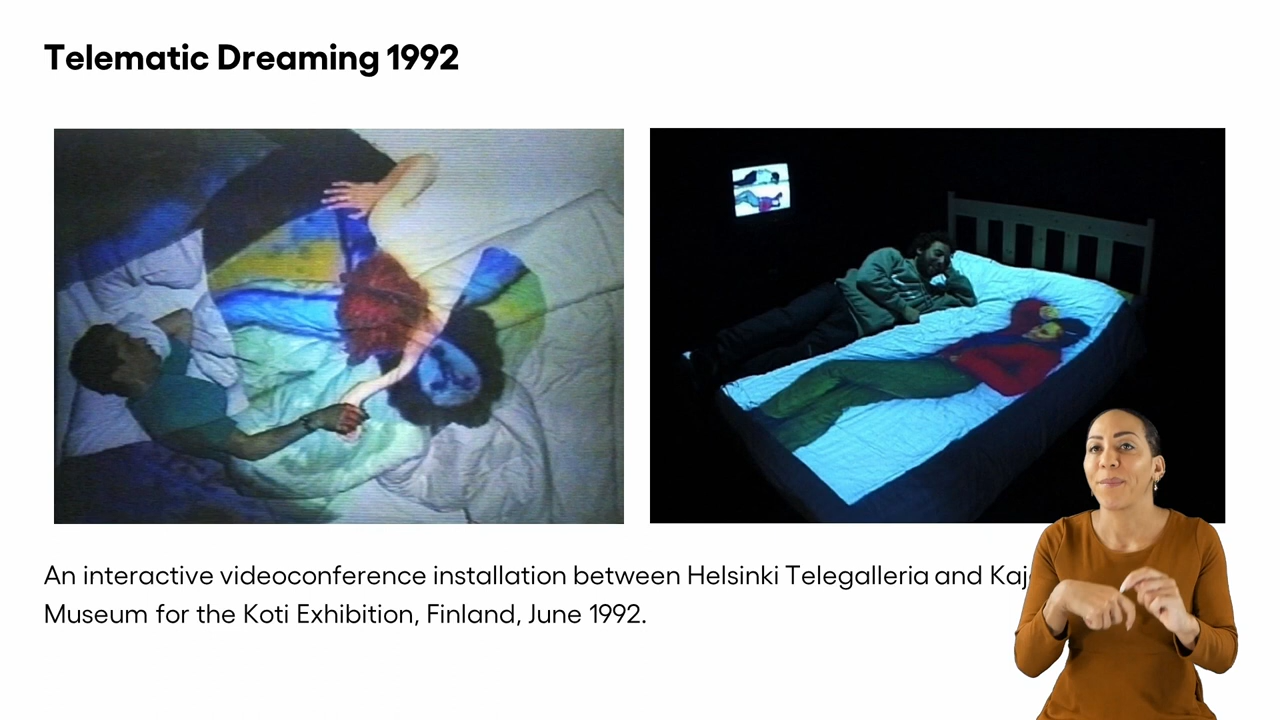 Telematic Dreaming 1992
An interactive videoconference installation between Helsinki Telegalleria and
Museum for the Koti Exhibition, Finland, June 1992.